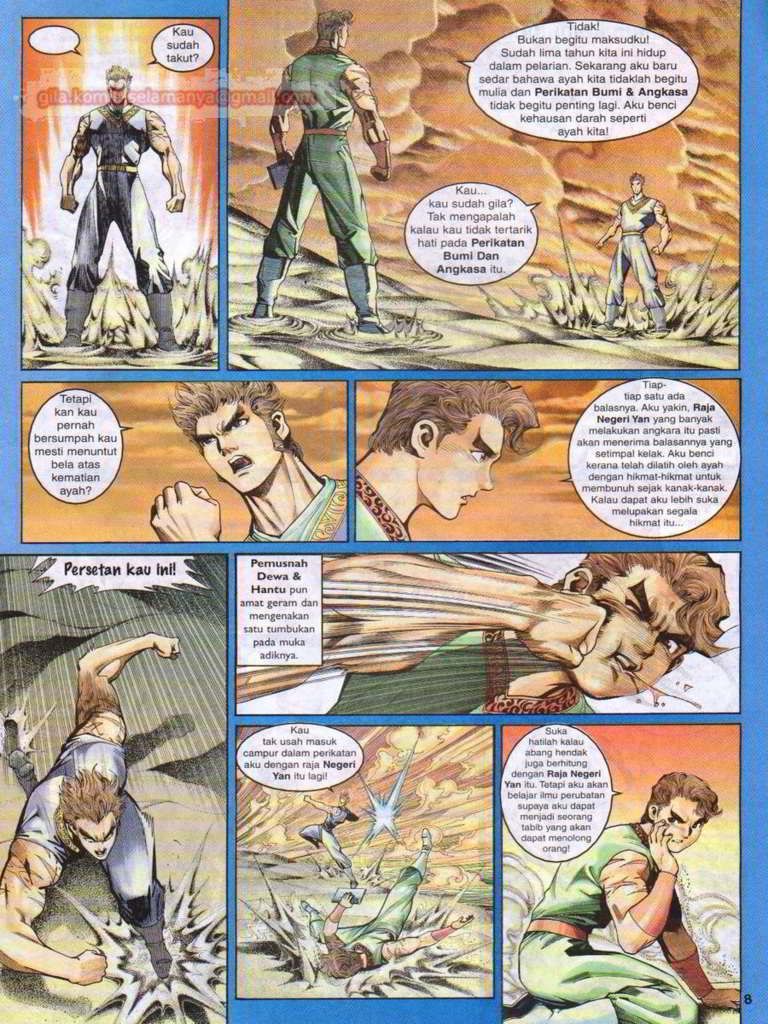 Kau
sudah
takut?
gila.komik.selamanya@gmail.com
Tidak!
Bukan begitu maksudku!
Sudah lima tahun kita ini hidup
dalam pelarian. Sekarang aku baru
sedar bahawa ayah kita tidaklah begitu
mulia dan Perikatan Bumi & Angkasa
tidak begitu penting lagi. Aku benci
kehausan darah seperti
ayah kita!
Kau...
kau sudah gila?
Tak mengapalah
kalau kau tidak tertarik
hati pada Perikatan
Bumi Dan
Angkasa itu.
Tetapi
kan kau
pernah
bersumpah kau
mesti menuntut
bela atas
kematian
ayah?
Tiap-
tiap satu ada
balasnya. Aku yakin, Raja
Negeri Yan yang banyak
melakukan angkara itu pasti
akan menerima balasannya yang
setimpal kelak. Aku benci
kerana telah dilatih oleh ayah
dengan hikmat-hikmat untuk
membunuh sejak kanak-kanak.
Kalau dapat aku lebih suka
melupakan segala
hikmat itu...
Persetan kau ini!
Pemusnah
Dewa &
Hantu pun
amat geram dan
mengenakan
satu tumbukan
pada muka
adiknya.
Kau
tak usah masuk
campur dalam perikatan
aku dengan raja Negeri
Yan itu lagi!
Suka
hatilah kalau
abang hendak
juga berhitung
dengan Raja Negeri
Yan itu. Tetapi aku akan
belajar ilmu perubatan
supaya aku dapat
menjadi seorang
tabib yang akan
dapat menolong
orang!
8